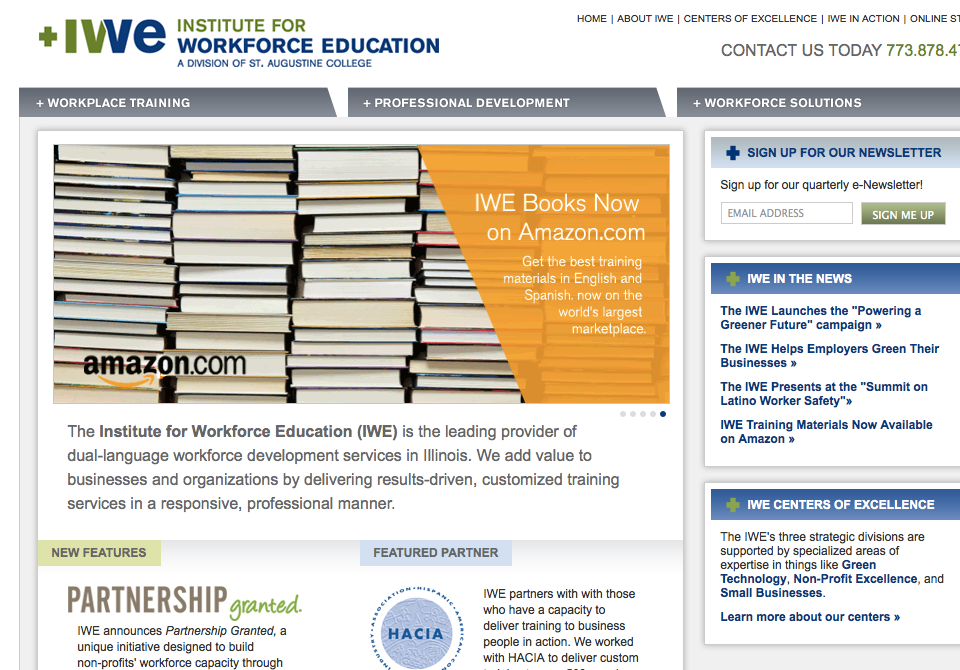 HOME | ABOUT IWE | CENTERS OF EXCELLENCE | IWE IN ACTION | ONLINE
+IWe INSTITUTE FOR
WORKFORCE EDUCATION
A DIVISION OF ST. AUGUSTINE COLLEGE
CONTACT US TODAY 773.878.4
+ WORKPLACE TRAINING
+ PROFESSIONAL DEVELOPMENT
+ WORKFORCE SOLUTIONS
IWE Books Now
on Amazon.com
Get the best training
materials in English and
Spanish. now on the
world's largest
marketplace.
amazon.com
The Institute for Workforce Education (IWE) is the leading provider of
dual-language workforce development services in Illinois. We add value to
businesses and organizations by delivering results-driven, customized training
services in a responsive, professional manner.
NEW FEATURES
PARTNERSHIP granted.
IWE announces Partnership Granted, a
unique initiative designed to build
non-profits' workforce capacity through
FEATURED PARTNER
HISPANIC AMERICAN
INDUSTRY ASSOCIATION
HACIA
IWE partners with with those
who have a capacity to
deliver training to business
people in action. We worked
with HACIA to deliver custom
SIGN UP FOR OUR NEWSLETTER
Sign up for our quarterly e-Newsletter!
EMAIL ADDRESS
SIGN ME UP
IWE IN THE NEWS
The IWE Launches the "Powering a
Greener Future" campaign »
The IWE Helps Employers Green Their
Businesses »
The IWE Presents at the "Summit on
Latino Worker Safety"»
IWE Training Materials Now Available
on Amazon »
IWE CENTERS OF EXCELLENCE
The IWE's three strategic divisions are
supported by specialized areas of
expertise in things like Green
Technology, Non-Profit Excellence, and
Small Businesses.
Learn more about our centers »